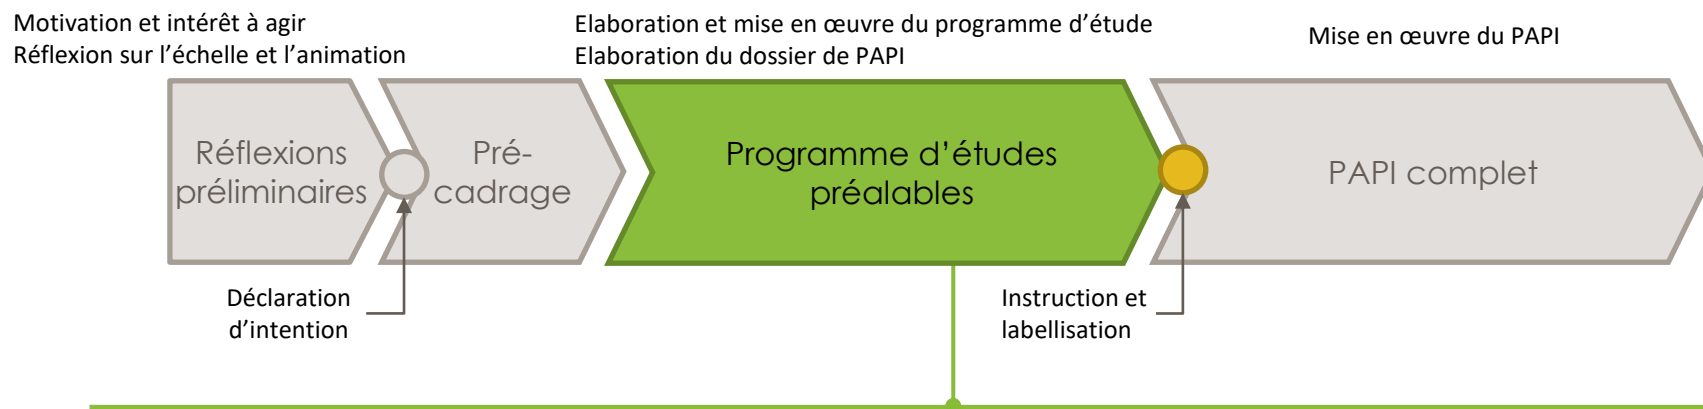 Motivation et intérêt à agir
Réflexion sur l’échelle et l’animation
Elaboration et mise en œuvre du programme d’étude
Elaboration du dossier de PAPI
Mise en œuvre du PAPI
Réflexions
préliminaires
Pré-
cadrage
Programme d’études
préalables
PAPI complet
Déclaration
d’intention
Instruction et
labellisation